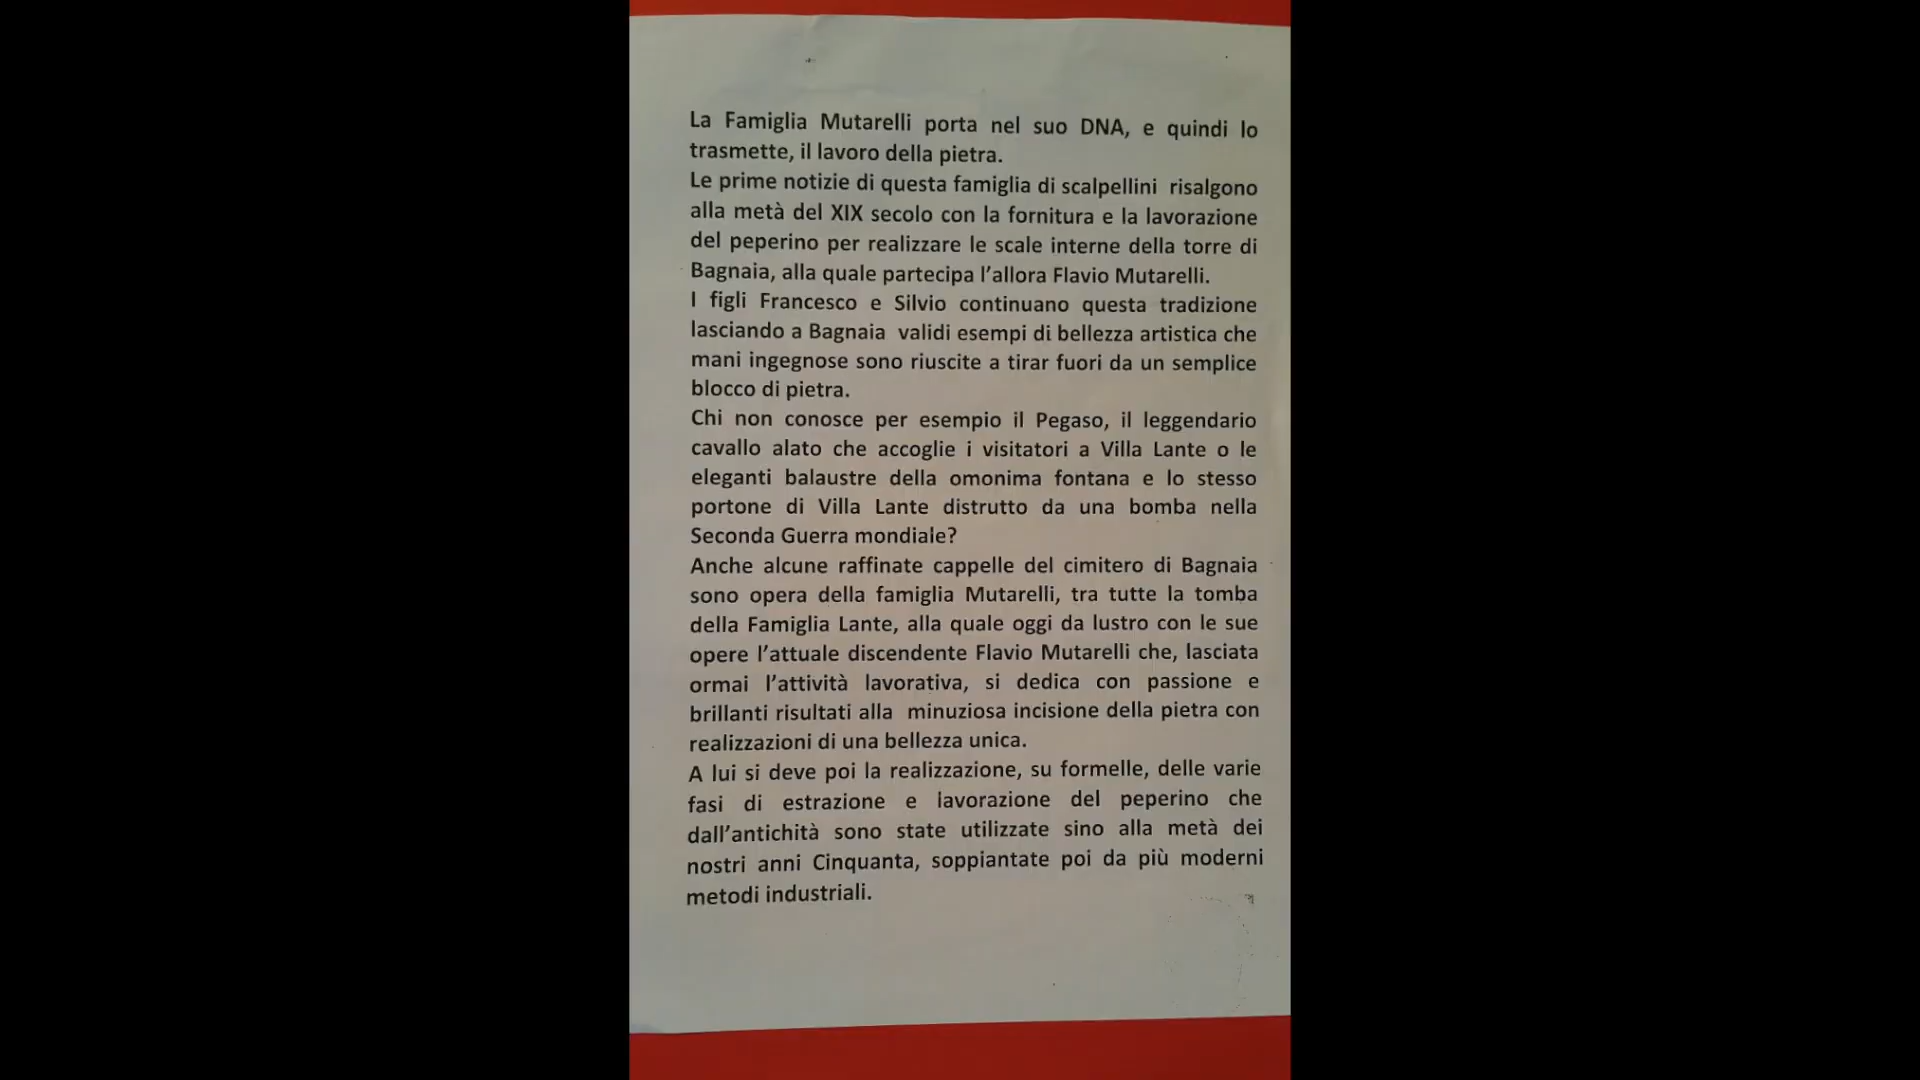 La Famiglia Mutarelli porta nel suo DNA, e quindi lo
trasmette, il lavoro della pietra.
Le prime notizie di questa famiglia di scalpellini risalgono
alla metà del XIX secolo con la fornitura e la lavorazione
del peperino per realizzare le scale interne della torre di
Bagnaia, alla quale partecipa l’allora Flavio Mutarelli.
I figli Francesco e Silvio continuano questa tradizione
lasciando a Bagnaia validi esempi di bellezza artistica che
mani ingegnose sono riuscite a tirar fuori da un semplice
blocco di pietra.
Chi non conosce per esempio il Pegaso, il leggendario
cavallo alato che accoglie i visitatori a Villa Lante o le
eleganti balaustre della omonima fontana e lo stesso
portone di Villa Lante distrutto da una bomba nella
Seconda Guerra mondiale?
Anche alcune raffinate cappelle del cimitero di Bagnaia
sono opera della famiglia Mutarelli, tra tutte la tomba
della Famiglia Lante, alla quale oggi da lustro con le sue
opere l’attuale discendente Flavio Mutarelli che, lasciata
ormai l’attività lavorativa, si dedica con passione e
brillanti risultati alla minuziosa incisione della pietra con
realizzazioni di una bellezza unica.
A lui si deve poi la realizzazione, su formelle, delle varie
fasi di estrazione e lavorazione del peperino che
dall’antichità sono state utilizzate sino alla metà dei
nostri anni Cinquanta, soppiantate poi da più moderni
metodi industriali.